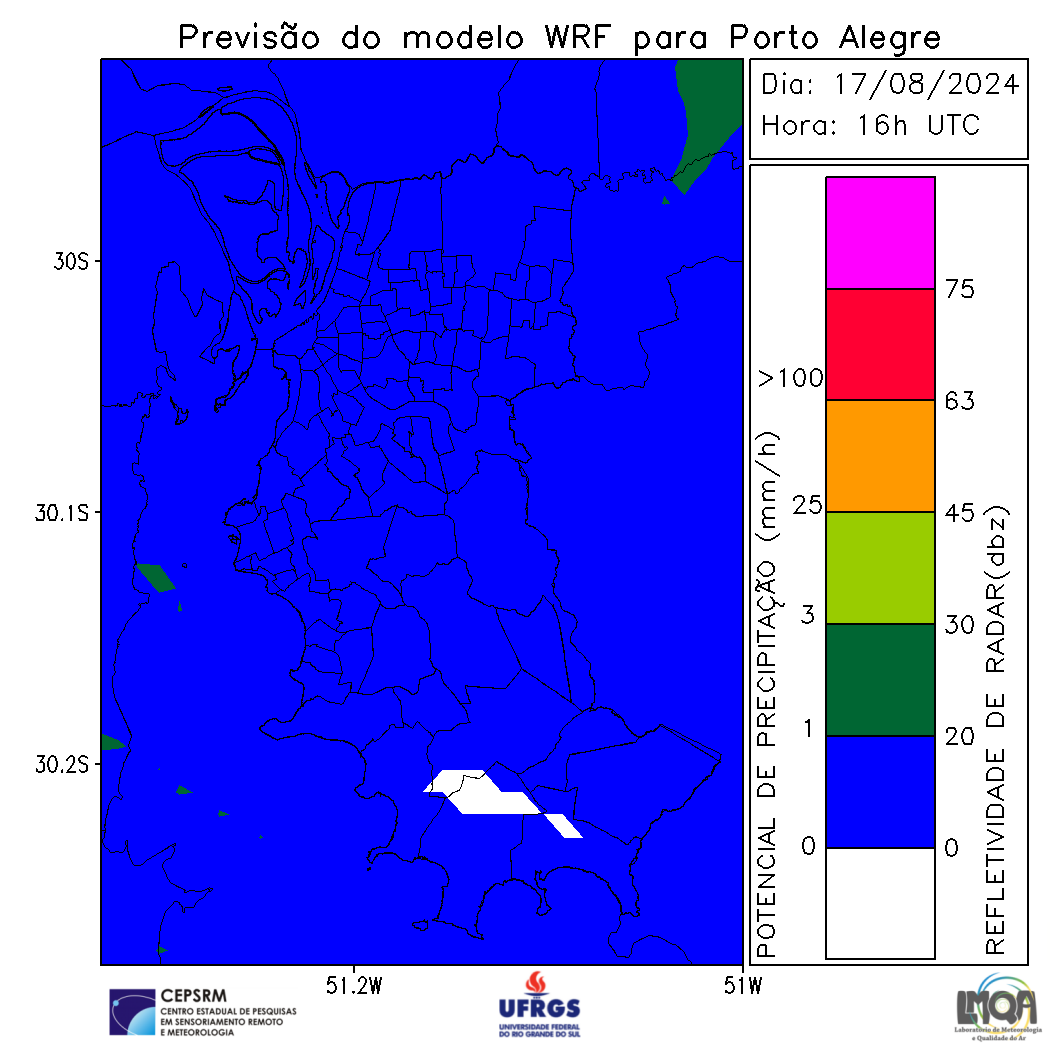 Previsão do modelo WRF para Porto Alegre
Dia: 17/08/2024
Hora: 16h UTC
30S
30.1S
30.2S
51.2W
51W
POTENCIAL DE PRECIPITAÇÃO (mm/h)
>100
25
3
1
0
75
63
45
30
20
0
REFLETIVIDADE DE RADAR(dbz)
CEPSRM
CENTRO ESTADUAL DE PESQUISAS
EM SENSORIAMENTO REMOTO
E METEOROLOGIA
UFRGS
UNIVERSIDADE FEDERAL
DO RIO GRANDE DO SUL
LMQA
Laboratório de Meteorologia
e Qualidade do Ar